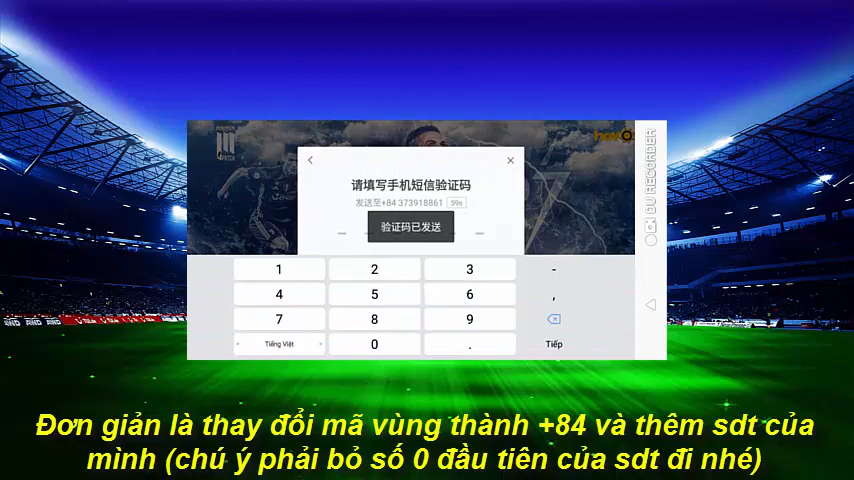 请填写手机短信验证码
发送至+84 373918861 59s
验证码已发送
DU RECORDER
1 2 3 -
4 5 6 ,
7 8 9
Tiếng Việt 0 . Tiếp
Đơn giản là thay đổi mã vùng thành +84 và thêm sdt của
mình (chú ý phải bỏ số 0 đầu tiên của sdt đi nhé)